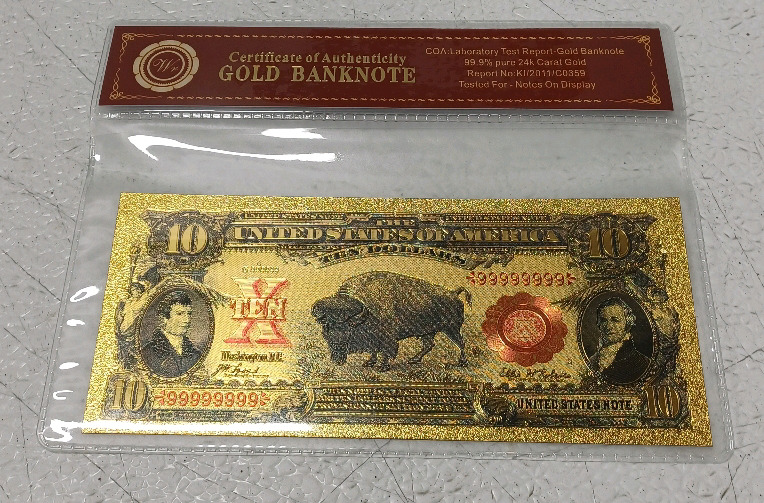 Certificate of Authenticity
GOLD BANKNOTE
COA:Laboratory Test Report-Gold Banknote
99.9% pure 24k Carat Gold
Report No:KI/2011/C0359
Tested For - Notes On Display
THE
10 UNITED STATES OF AMERICA 10
TEN DOLLARS
*99999999*
TEN
X
Washington, D.C.
10 *99999999*
UNITED STATES NOTE 10